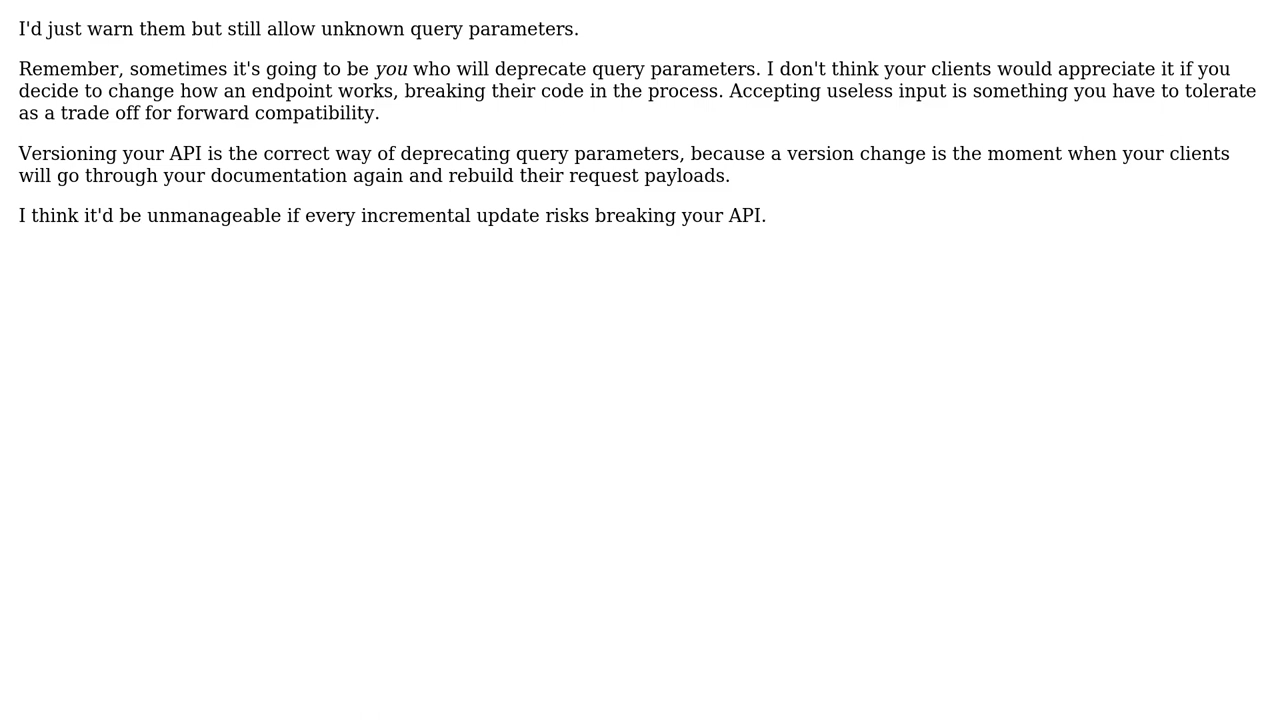 I'd just warn them but still allow unknown query parameters.
Remember, sometimes it's going to be you who will deprecate query parameters. I don't think your clients would appreciate it if you
decide to change how an endpoint works, breaking their code in the process. Accepting useless input is something you have to tolerate
as a trade off for forward compatibility.
Versioning your API is the correct way of deprecating query parameters, because a version change is the moment when your clients
will go through your documentation again and rebuild their request payloads.
I think it'd be unmanageable if every incremental update risks breaking your API.